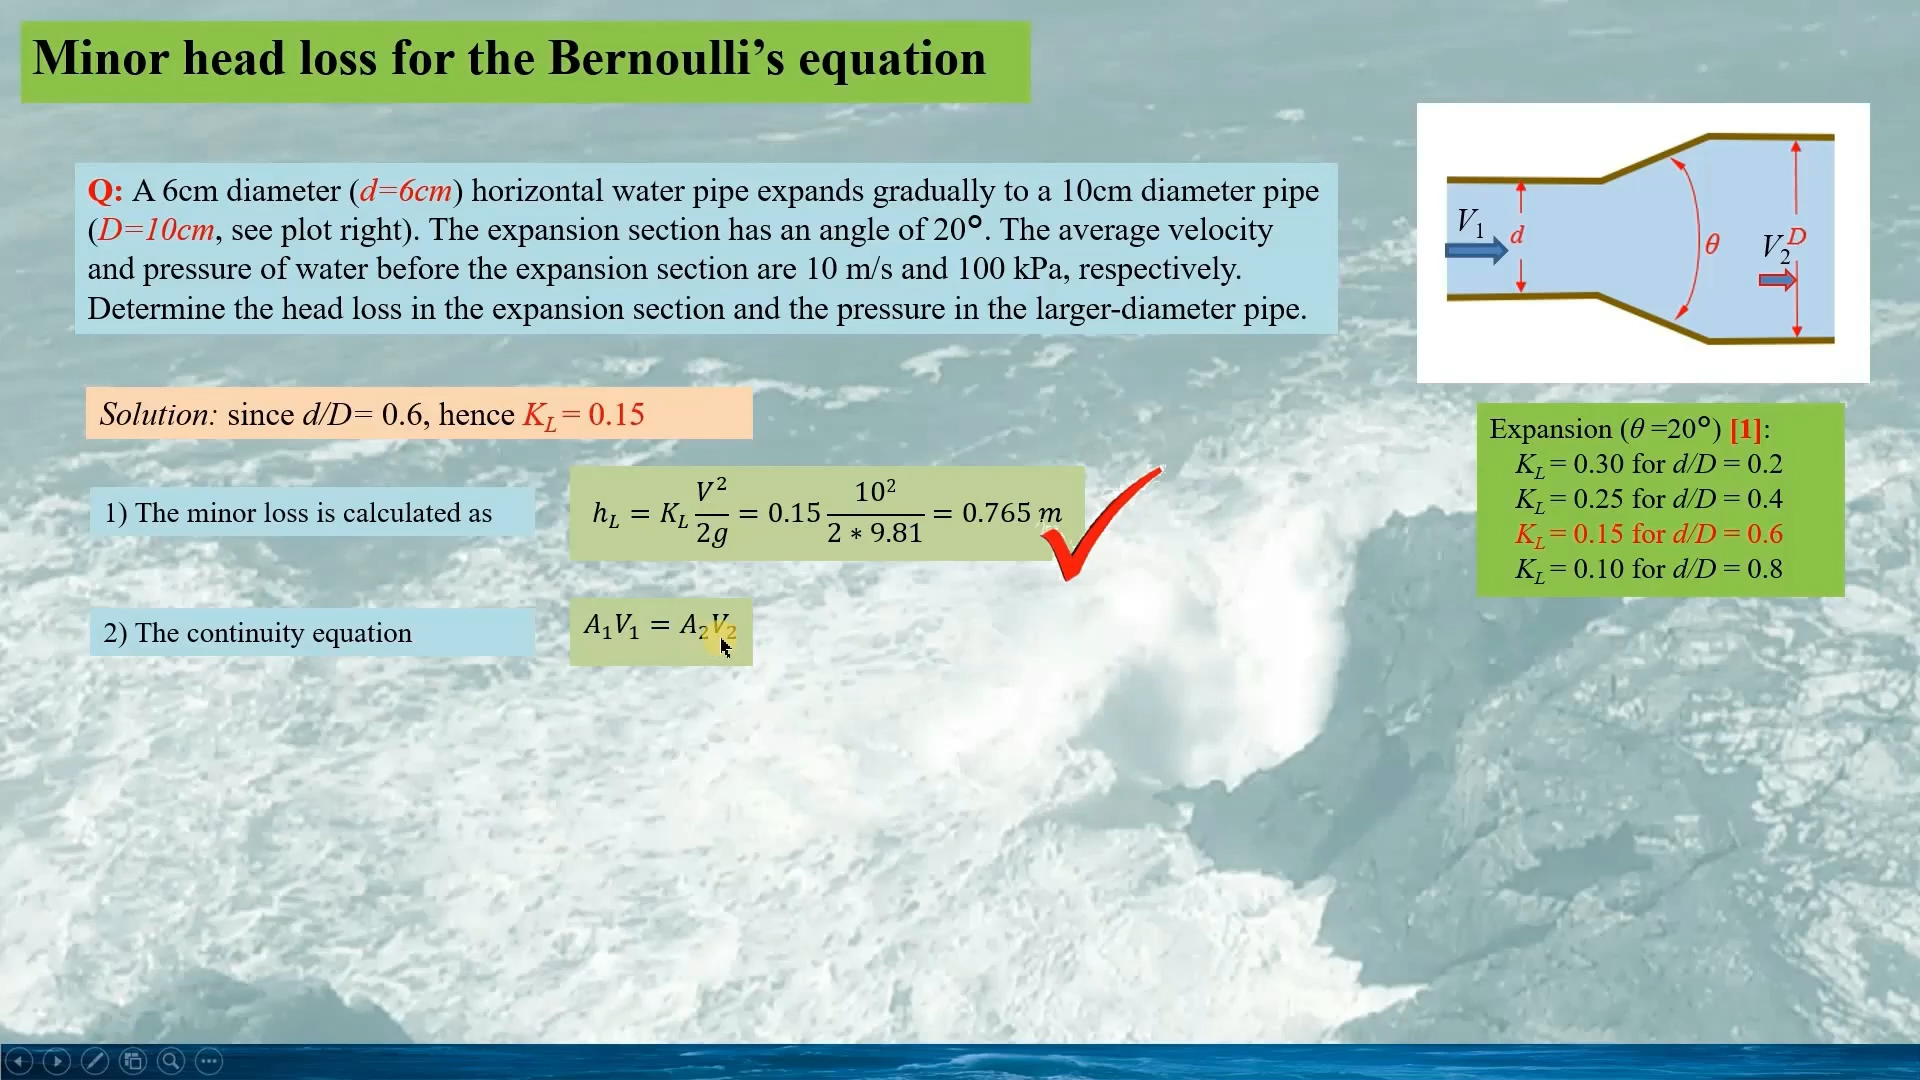 Minor head loss for the Bernoulli’s equation
Q: A 6cm diameter (d=6cm) horizontal water pipe expands gradually to a 10cm diameter pipe
(D=10cm, see plot right). The expansion section has an angle of 20°. The average velocity
and pressure of water before the expansion section are 10 m/s and 100 kPa, respectively.
Determine the head loss in the expansion section and the pressure in the larger-diameter pipe.
V₁
d
θ
V₂
D
Solution: since d/D= 0.6, hence K_L = 0.15
Expansion (θ =20°) [1]:
K_L = 0.30 for d/D = 0.2
K_L = 0.25 for d/D = 0.4
K_L = 0.15 for d/D = 0.6
K_L = 0.10 for d/D = 0.8
1) The minor loss is calculated as
h_L = K_L V²/2g = 0.15 10²/(2 * 9.81) = 0.765 m
2) The continuity equation
A₁V₁ = A₂V₂